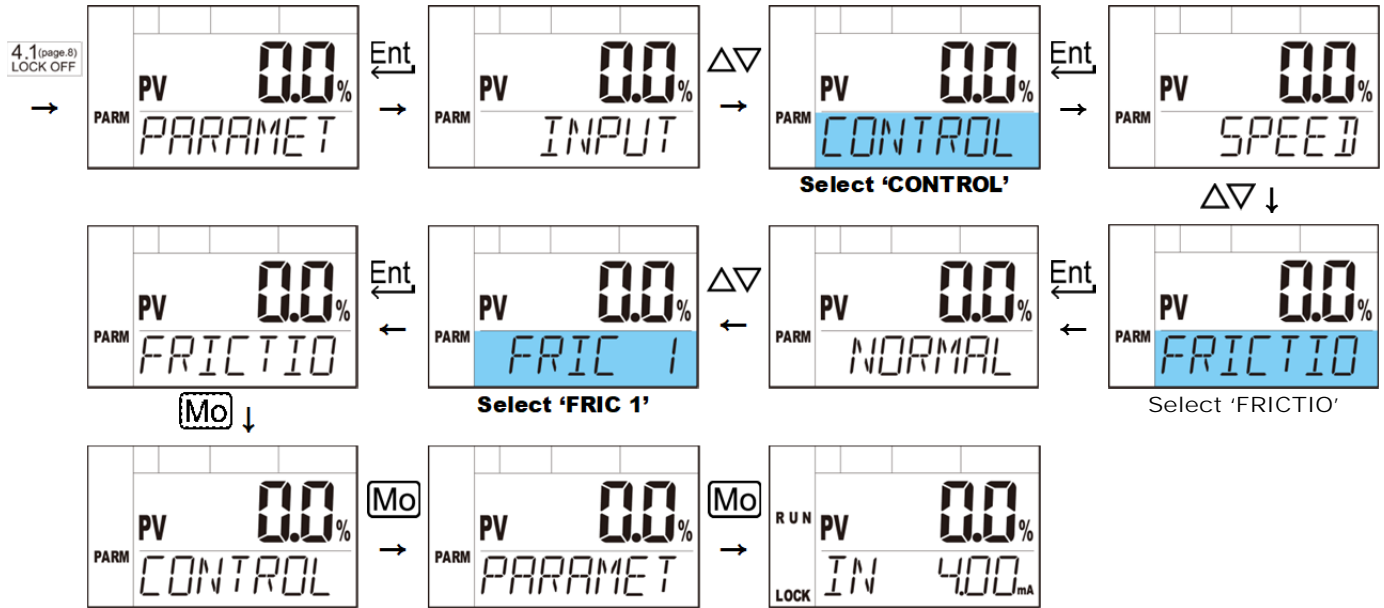 4.1(page.8)
LOCK OFF
→
PARM
PV 0.0%
PARAMET
Ent
→
PARM
PV 0.0%
INPUT
△▽
→
PARM
PV 0.0%
CONTROL
Select ‘CONTROL’
Ent
→
PARM
PV 0.0%
SPEED
△▽ ↓
PARM
PV 0.0%
FRICTIO
Select ‘FRICTIO’
Ent
←
PARM
PV 0.0%
NORMAL
△▽
←
PARM
PV 0.0%
FRIC 1
Select ‘FRIC 1’
Ent
←
PARM
PV 0.0%
FRICTIO
Mo ↓
PARM
PV 0.0%
CONTROL
Mo
→
PARM
PV 0.0%
PARAMET
Mo
→
RUN
PV 0.0%
LOCK
IN 4.00mA